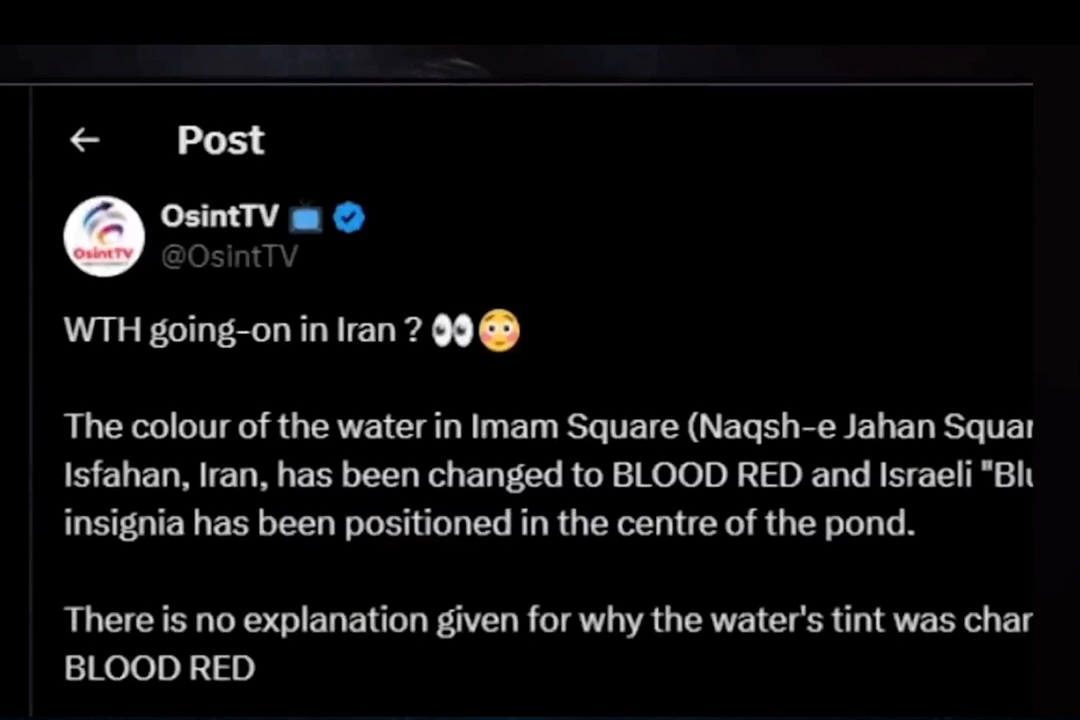 ← Post
OsintTV
OsintTV
@OsintTV
WTH going-on in Iran ? 👀😳
The colour of the water in Imam Square (Naqsh-e Jahan Squar
Isfahan, Iran, has been changed to BLOOD RED and Israeli "Blu
insignia has been positioned in the centre of the pond.
There is no explanation given for why the water's tint was char
BLOOD RED